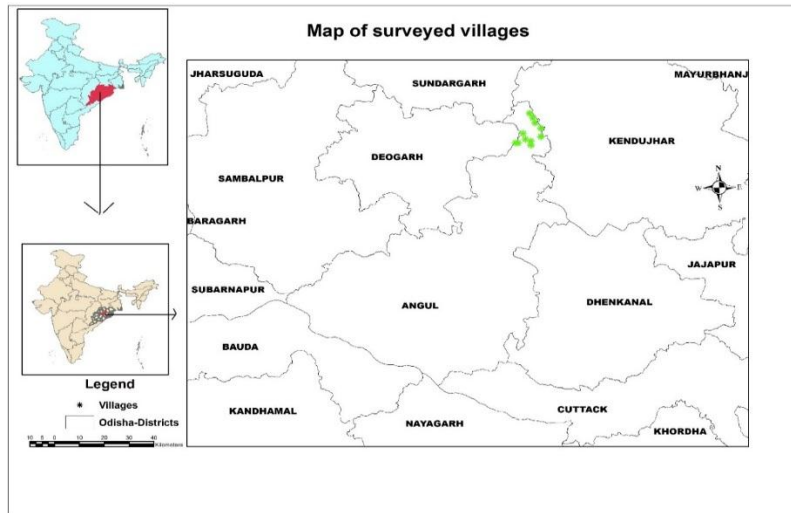 Map of surveyed villages
JHARSUGUDA
SUNDARGARH
MAYURBHANJ
KENDUJHAR
DEOGARH
SAMBALPUR
N
W E
S
BARAGARH
JAJAPUR
SUBARNAPUR
ANGUL
DHENKANAL
BAUDA
KANDHAMAL
NAYAGARH
CUTTACK
KHORDHA
Legend
Villages
Odisha-Districts
10 5 0 10 20 30 40
Kilometers